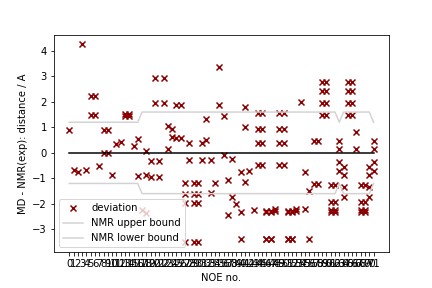 MD - NMR(exp): distance / A
4
3
2
1
0
−1
−2
−3
deviation
NMR upper bound
NMR lower bound
NOE no.